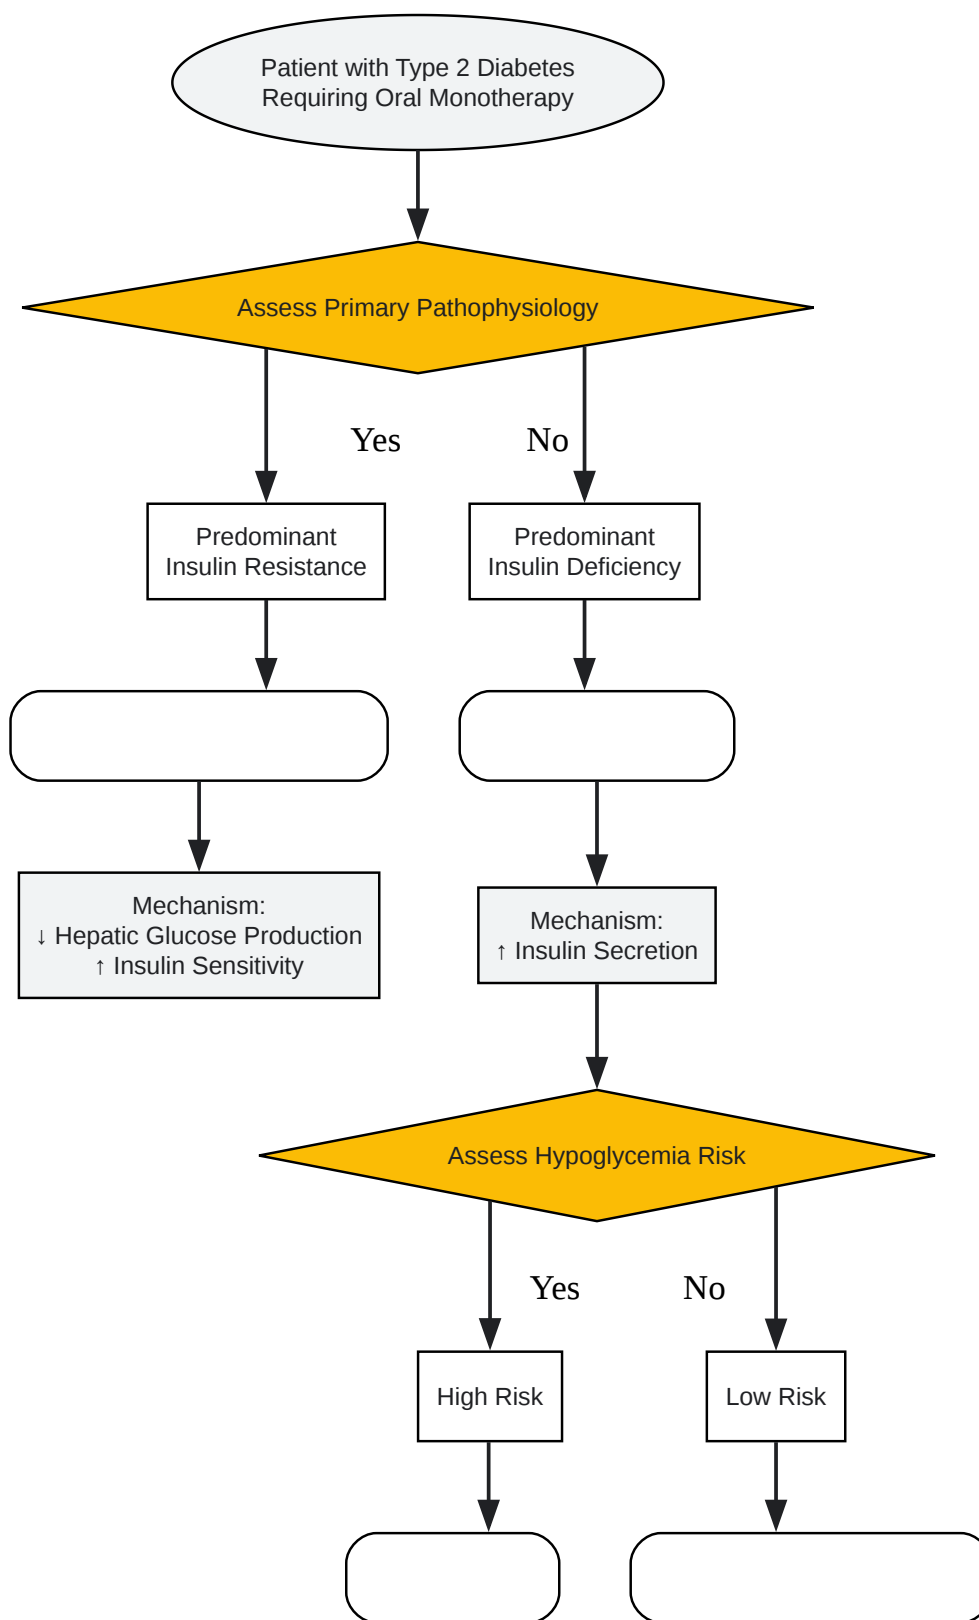 Patient with Type 2 Diabetes
Requiring Oral Monotherapy
Assess Primary Pathophysiology
Yes
No
Predominant
Insulin Resistance
Predominant
Insulin Deficiency
Mechanism:
↓ Hepatic Glucose Production
↑ Insulin Sensitivity
Mechanism:
↑ Insulin Secretion
Assess Hypoglycemia Risk
Yes
No
High Risk
Low Risk